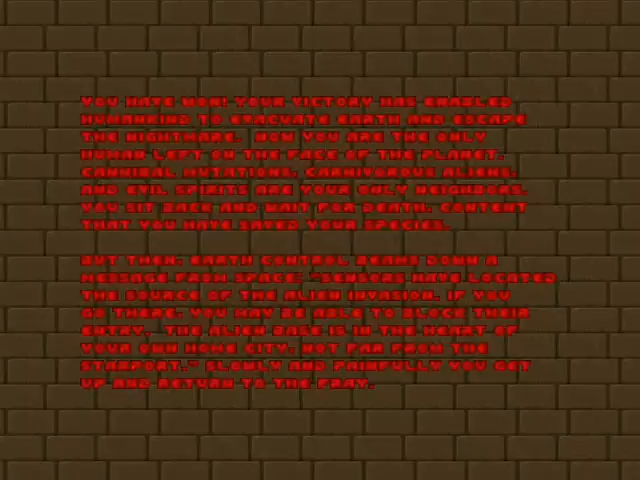 YOU HAVE WON! YOUR VICTORY HAS ENABLED
HUMANKIND TO EVACUATE EARTH AND ESCAPE
THE NIGHTMARE. NOW YOU ARE THE ONLY
HUMAN LEFT ON THE FACE OF THE PLANET.
CANNIBAL MUTATIONS, CARNIVOROUS ALIENS,
AND EVIL SPIRITS ARE YOUR ONLY NEIGHBORS.
YOU SIT BACK AND WAIT FOR DEATH, CONTENT
THAT YOU HAVE SAVED YOUR SPECIES.
BUT THEN, EARTH CONTROL BEAMS DOWN A
MESSAGE FROM SPACE: "SENSORS HAVE LOCATED
THE SOURCE OF THE ALIEN INVASION. IF YOU
GO THERE, YOU MAY BE ABLE TO BLOCK THEIR
ENTRY. THE ALIEN BASE IS IN THE HEART OF
YOUR OWN HOME CITY, NOT FAR FROM THE
STARPORT." SLOWLY AND PAINFULLY YOU GET
UP AND RETURN TO THE FRAY.